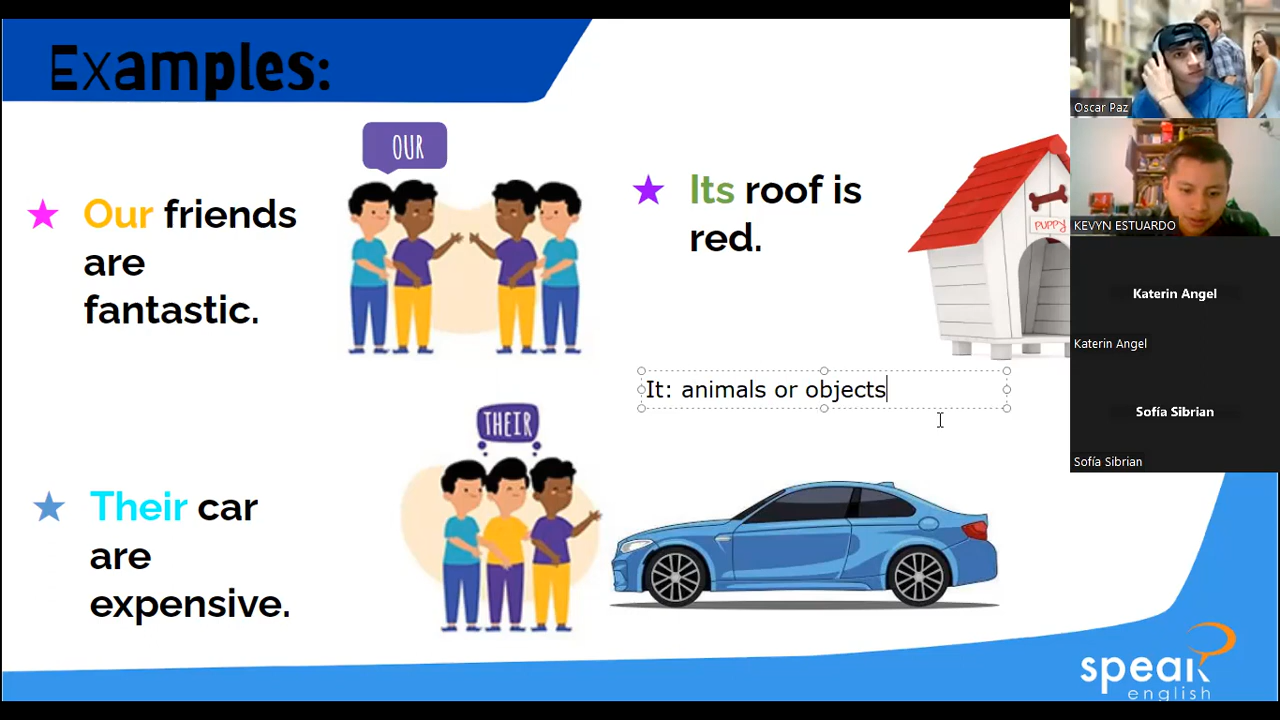 Examples:
OUR
Our friends
are
fantastic.
Its roof is
red.
PUPPY
It: animals or objects
THEIR
Their car
are
expensive.
speak
english
Oscar Paz
KEVYN ESTUARDO
Katerin Angel
Katerin Angel
Sofía Sibrian
Sofía Sibrian